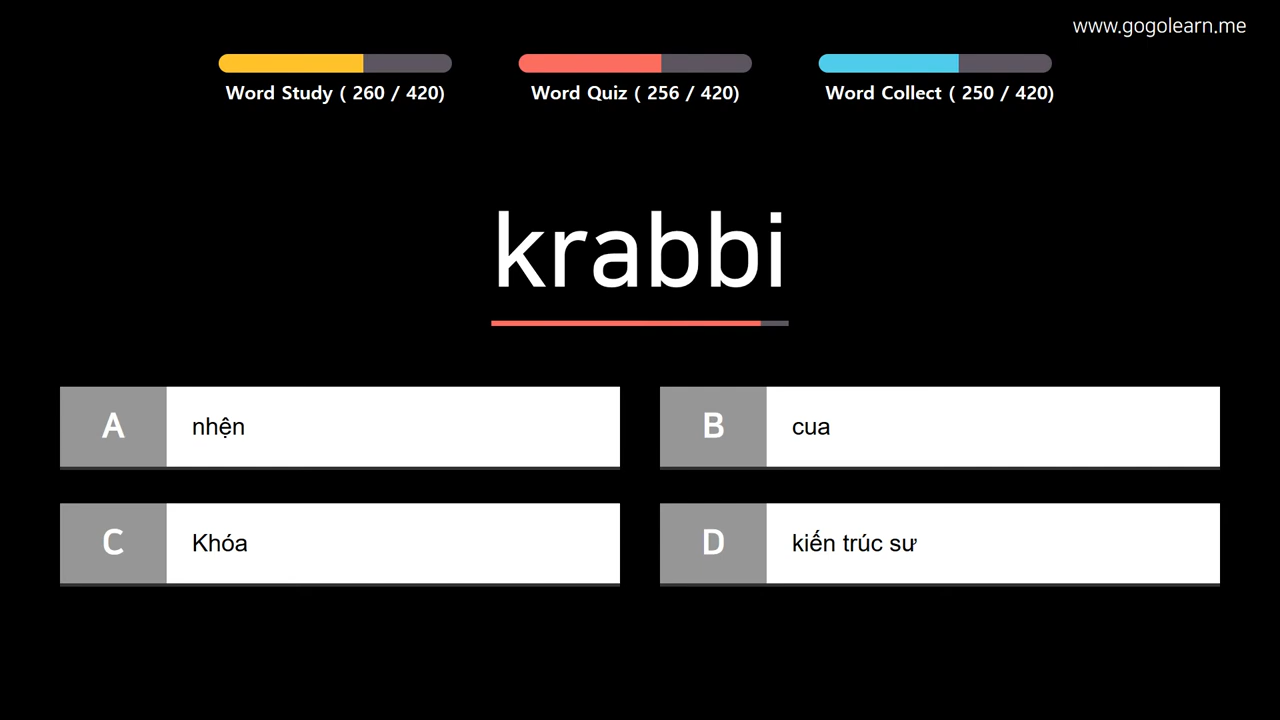 www.gogolearn.me
Word Study ( 260 / 420)
Word Quiz ( 256 / 420)
Word Collect ( 250 / 420)
krabbi
A nhện
B cua
C Khóa
D kiến trúc sư